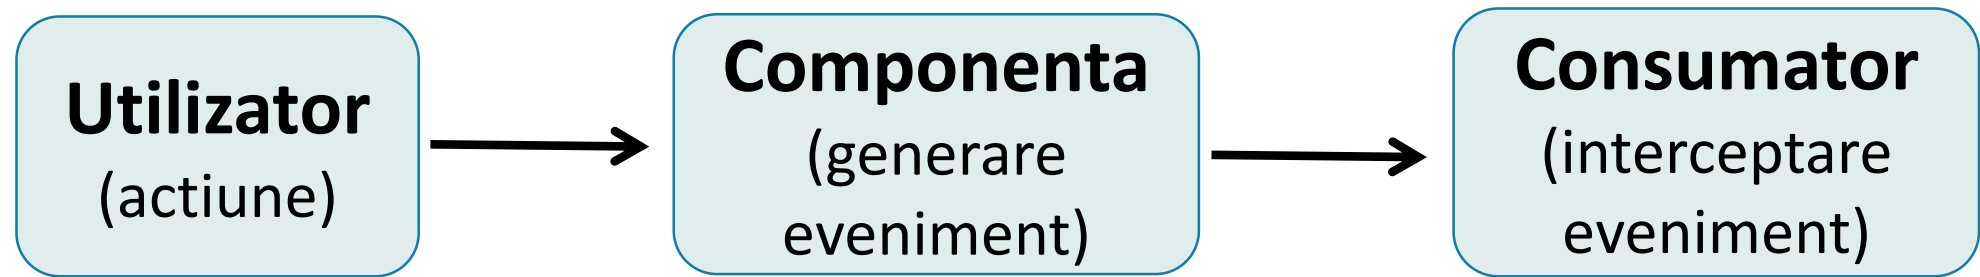 Utilizator
(actiune)
Componenta
(generare
eveniment)
Consumator
(interceptare
eveniment)